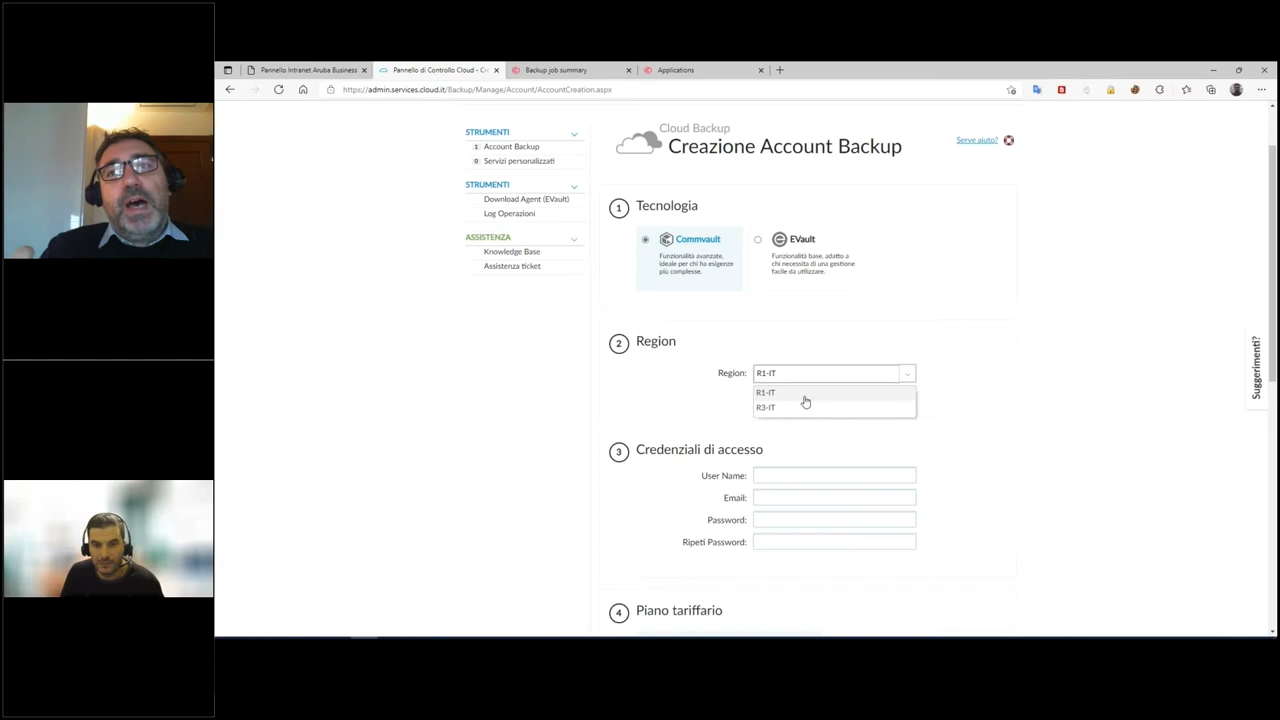 Pannello Intranet Aruba Business
Pannello di Controllo Cloud - Cr
Backup job summary
Applications
https://admin.services.cloud.it/Backup/Manage/Account/AccountCreation.aspx
STRUMENTI
1 Account Backup
0 Servizi personalizzati
STRUMENTI
Download Agent (EVault)
Log Operazioni
ASSISTENZA
Knowledge Base
Assistenza ticket
Cloud Backup
Creazione Account Backup
Serve aiuto?
1 Tecnologia
Commvault
Funzionalità avanzate,
ideale per chi ha esigenze
più complesse.
EVault
Funzionalità base, adatto a
chi necessita di una gestione
facile da utilizzare.
2 Region
Region: R1-IT
R1-IT
R3-IT
3 Credenziali di accesso
User Name:
Email:
Password:
Ripeti Password:
4 Piano tariffario
Suggerimenti?